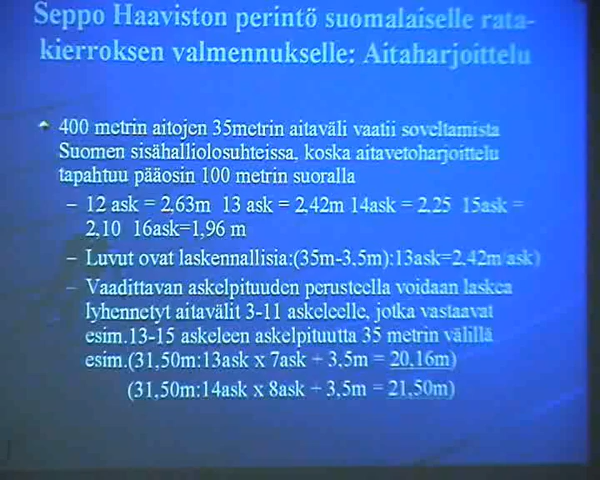 Seppo Haaviston perintö suomalaiselle rata-
kierroksen valmennukselle: Aitaharjoittelu
400 metrin aitojen 35metrin aitaväli vaatii soveltamista
Suomen sisähalliolosuhteissa, koska aitavetoharjoittelu
tapahtuu pääosin 100 metrin suoralla
– 12 ask = 2,63m 13 ask = 2,42m 14ask = 2,25 15ask =
2,10 16ask=1,96 m
– Luvut ovat laskennallisia:(35m-3,5m):13ask=2,42m/ask)
– Vaadittavan askelpituuden perusteella voidaan laskea
lyhennetyt aitavälit 3-11 askeleelle, jotka vastaavat
esim.13-15 askeleen askelpituutta 35 metrin välillä
esim.(31,50m:13ask x 7ask + 3,5m = 20,16m)
(31,50m:14ask x 8ask + 3,5m = 21,50m)